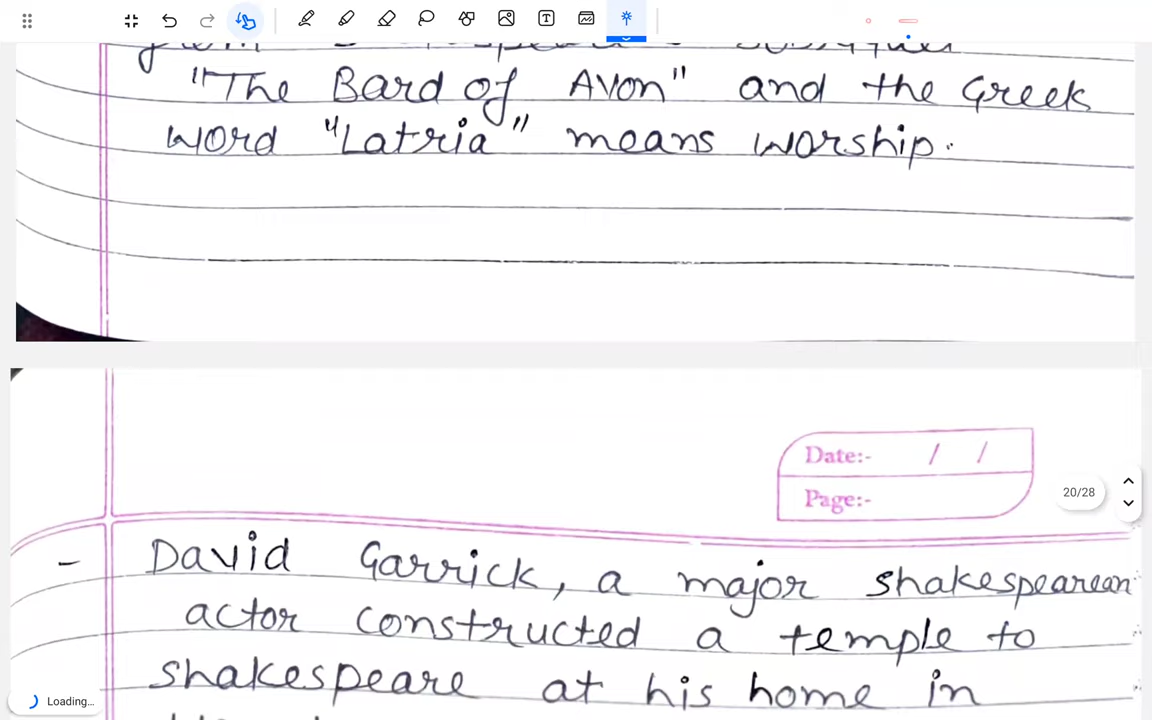 "The Bard of Avon" and the Greek
word "Latria" means worship.
Date:- / /
Page:-
20/28
- David Garrick, a major shakespearean
actor constructed a temple to
shakespeare at his home in
Loading...